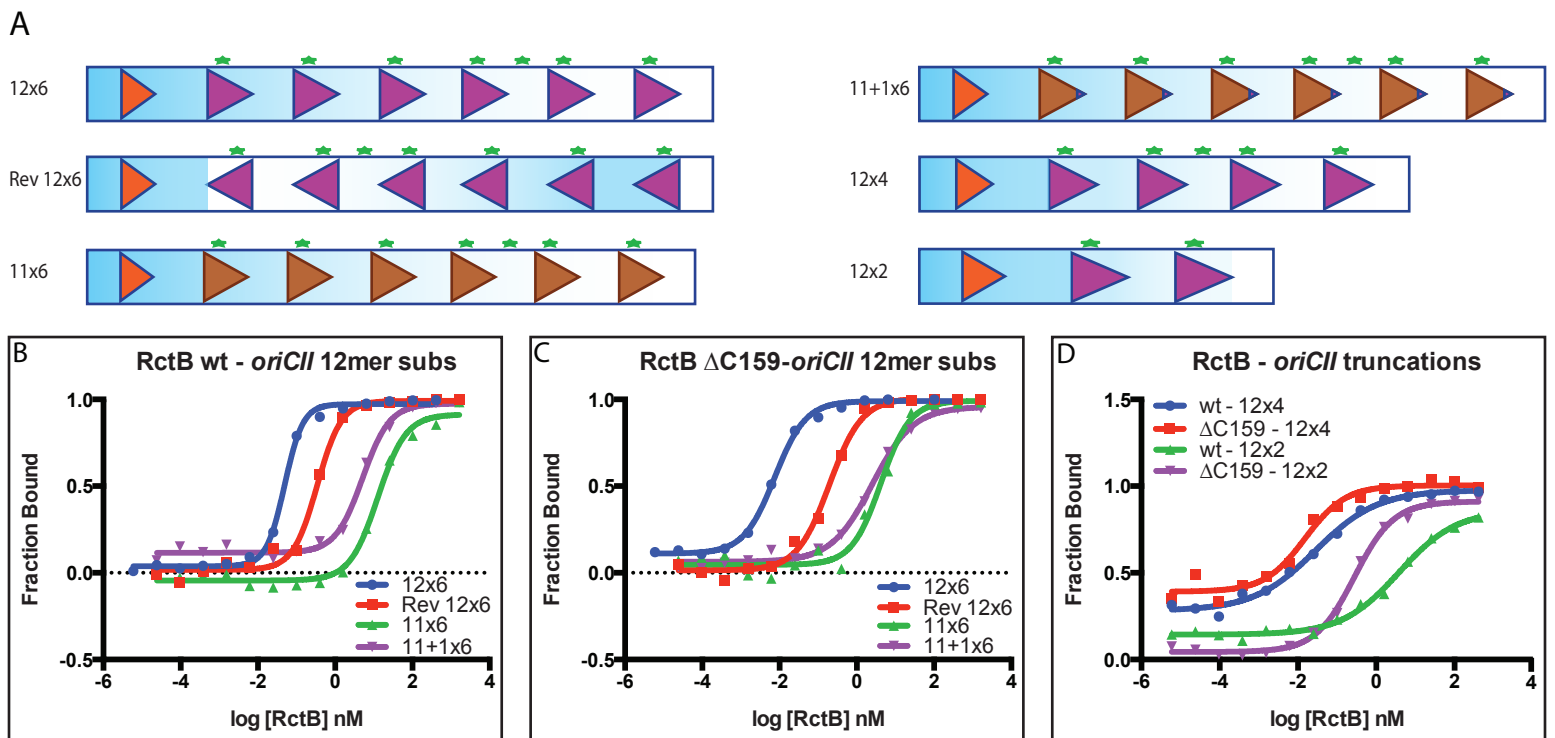 A
12x6
11+1x6
Rev 12x6
12x4
11x6
12x2
B
RctB wt - oriCII 12mer subs
1.0
0.5
0.0
-0.5
Fraction Bound
-6 -4 -2 0 2 4
log [RctB] nM
12x6
Rev 12x6
11x6
11+1x6
C
RctB ΔC159-oriCII 12mer subs
1.0
0.5
0.0
-0.5
Fraction Bound
-6 -4 -2 0 2 4
log [RctB] nM
12x6
Rev 12x6
11x6
11+1x6
D
RctB - oriCII truncations
1.5
1.0
0.5
0.0
Fraction Bound
-6 -4 -2 0 2 4
log [RctB] nM
wt - 12x4
ΔC159 - 12x4
wt - 12x2
ΔC159 - 12x2